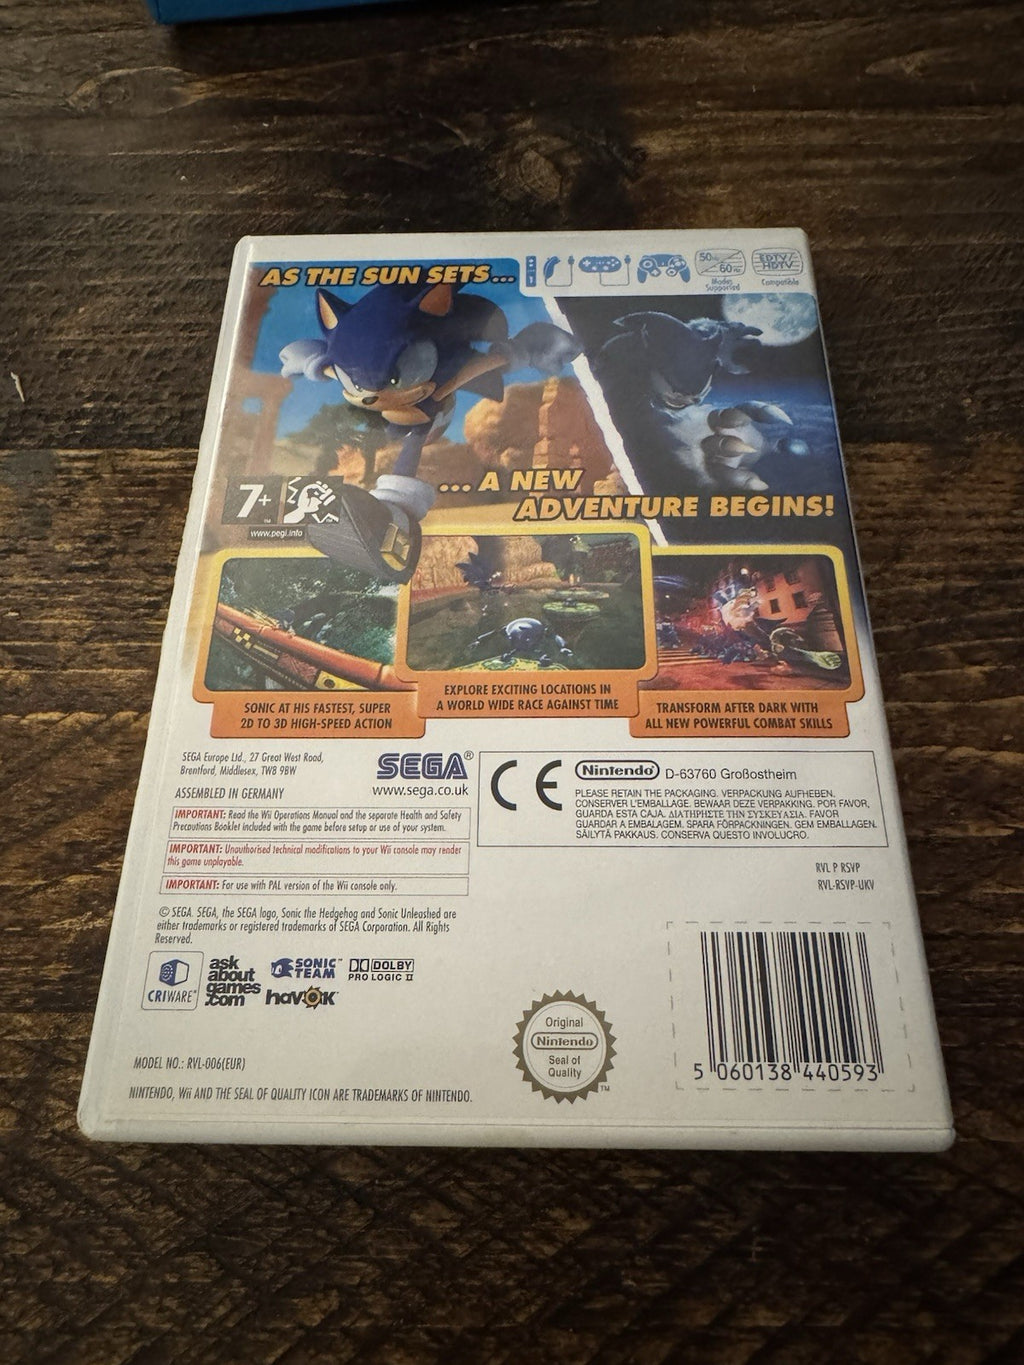 AS THE SUN SETS...
50Hz
60Hz
Modes
Supported
EDTV/
HDTV
Compatible
7+
www.pegi.info
... A NEW
ADVENTURE BEGINS!
SONIC AT HIS FASTEST, SUPER
2D TO 3D HIGH-SPEED ACTION
EXPLORE EXCITING LOCATIONS IN
A WORLD WIDE RACE AGAINST TIME
TRANSFORM AFTER DARK WITH
ALL NEW POWERFUL COMBAT SKILLS
SEGA Europe Ltd., 27 Great West Road,
Brentford, Middlesex, TW8 9BW
ASSEMBLED IN GERMANY
SEGA®
www.sega.co.uk
IMPORTANT: Read the Wii Operations Manual and the separate Health and Safety
Precautions Booklet included with the game before setup or use of your system.
IMPORTANT: Unauthorised technical modifications to your Wii console may render
this game unplayable.
IMPORTANT: For use with PAL version of the Wii console only.
CE
Nintendo D-63760 Großostheim
PLEASE RETAIN THE PACKAGING. VERPACKUNG AUFHEBEN.
CONSERVER L'EMBALLAGE. BEWAAR DEZE VERPAKKING. POR FAVOR,
GUARDA ESTA CAJA. ΔΙΑΤΗΡΗΣΤΕ ΤΗΝ ΣΥΣΚΕΥΑΣΙΑ. FAVOR
GUARDAR A EMBALAGEM. SPARA FÖRPACKNINGEN. GEM EMBALLAGEN.
SÄILYTÄ PAKKAUS. CONSERVA QUESTO INVOLUCRO.
RVL P RSVP
RVL-RSVP-UKV
© SEGA. SEGA, the SEGA logo, Sonic the Hedgehog and Sonic Unleashed are
either trademarks or registered trademarks of SEGA Corporation. All Rights
Reserved.
CRIWARE™
ask
about
games
.com
SONIC™
TEAM
havok
DOLBY
PRO LOGIC II
Original
Nintendo
Seal of
Quality
™
5 060138 440593
MODEL NO.: RVL-006(EUR)
NINTENDO, Wii AND THE SEAL OF QUALITY ICON ARE TRADEMARKS OF NINTENDO.